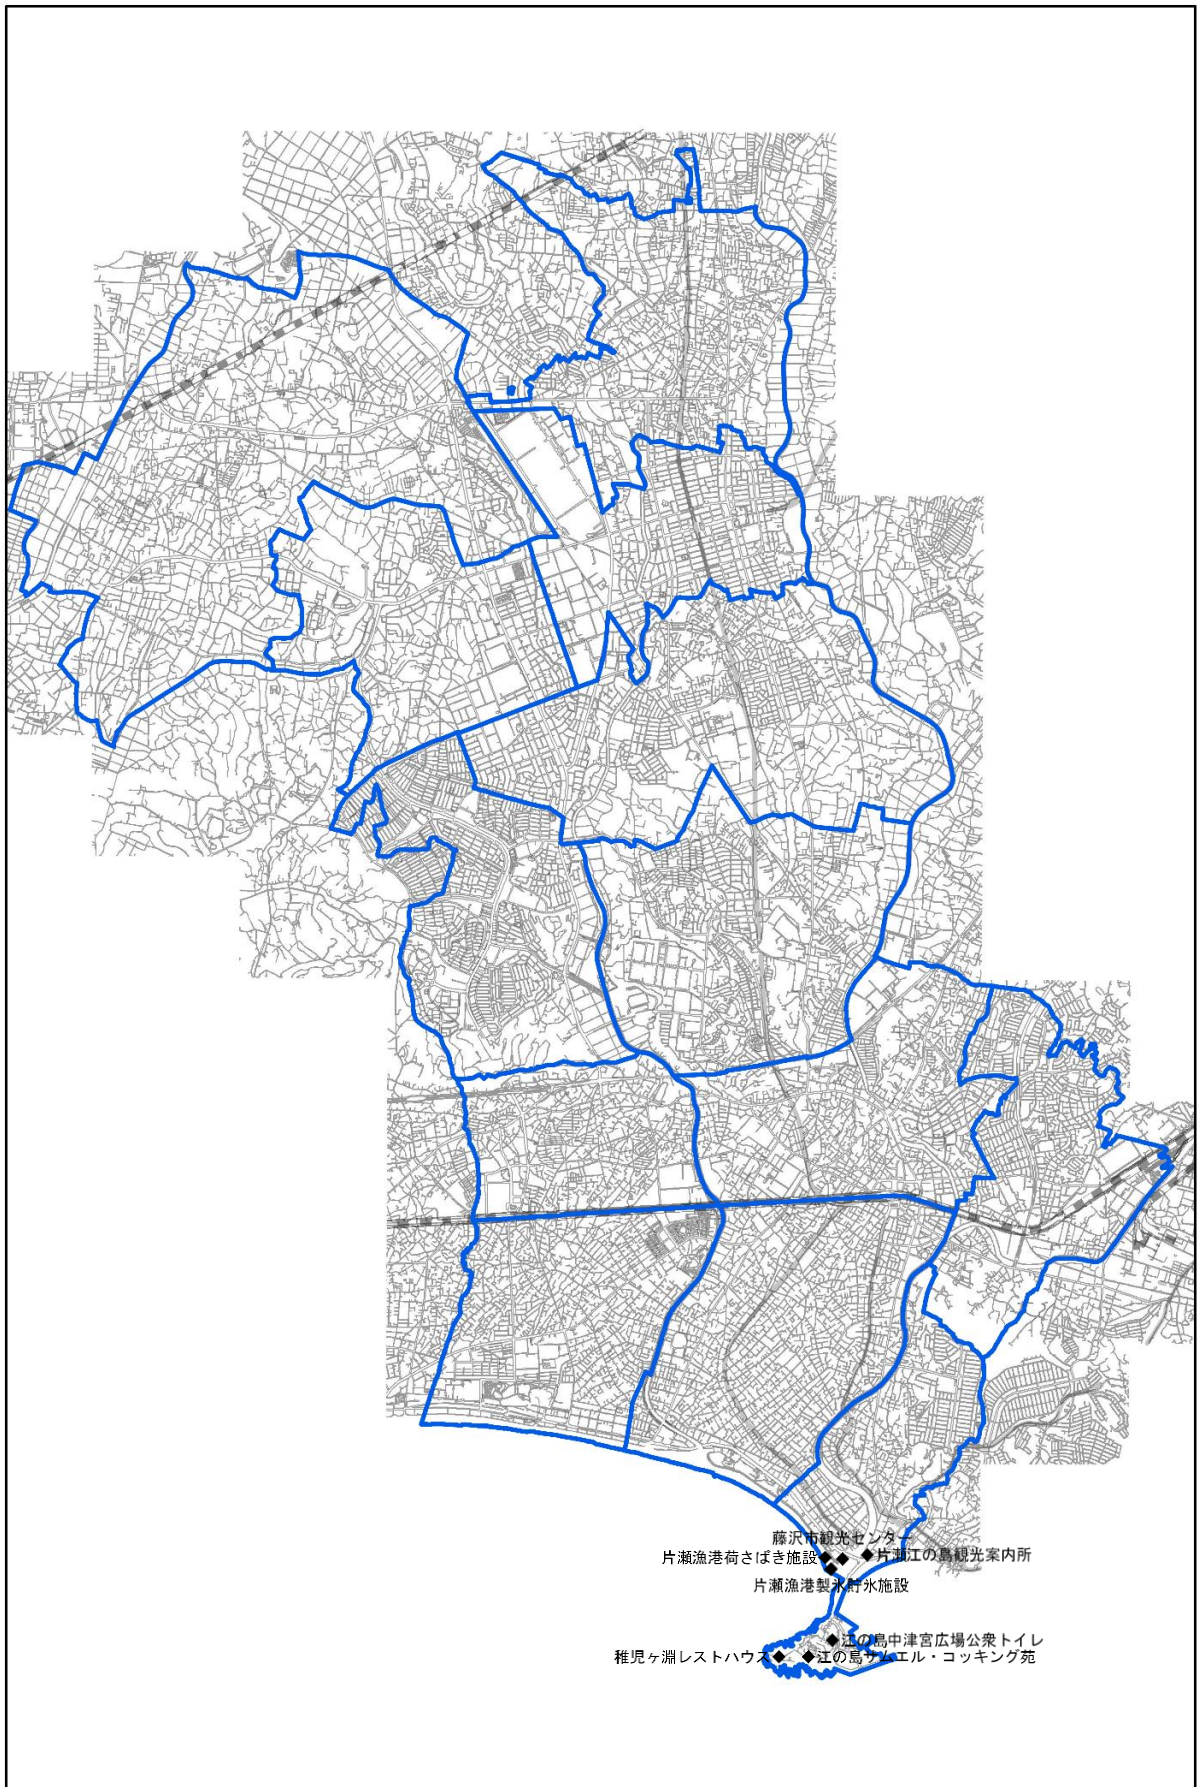 藤沢市観光センター
片瀬漁港荷さばき施設
片瀬江の島観光案内所
片瀬漁港製氷貯氷施設
江の島中津宮広場公衆トイレ
稚児ヶ淵レストハウス
江の島サムエル・コッキング苑